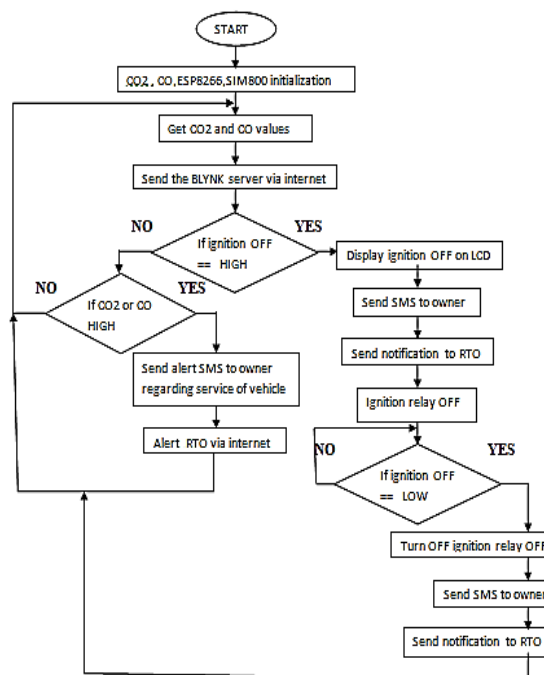 START
CO2, CO,ESP8266,SIM800 initialization
Get CO2 and CO values
Send the BLYNK server via internet
NO
YES
If ignition OFF
== HIGH
Display ignition OFF on LCD
NO
YES
If CO2 or CO
HIGH
Send SMS to owner
Send alert SMS to owner
regarding service of vehicle
Send notification to RTO
Alert RTO via internet
Ignition relay OFF
NO
YES
If ignition OFF
== LOW
Turn OFF ignition relay OFF
Send SMS to owner
Send notification to RTO